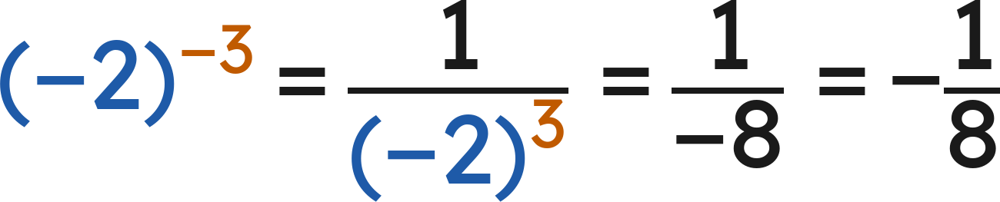 (−2)⁻³ = 1/(−2)³ = 1/−8 = −1/8